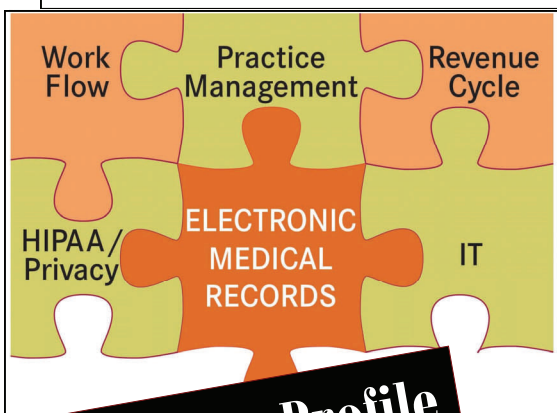 Work
Flow
Practice
Management
Revenue
Cycle
HIPAA/
Privacy
ELECTRONIC
MEDICAL
RECORDS
IT
Profile